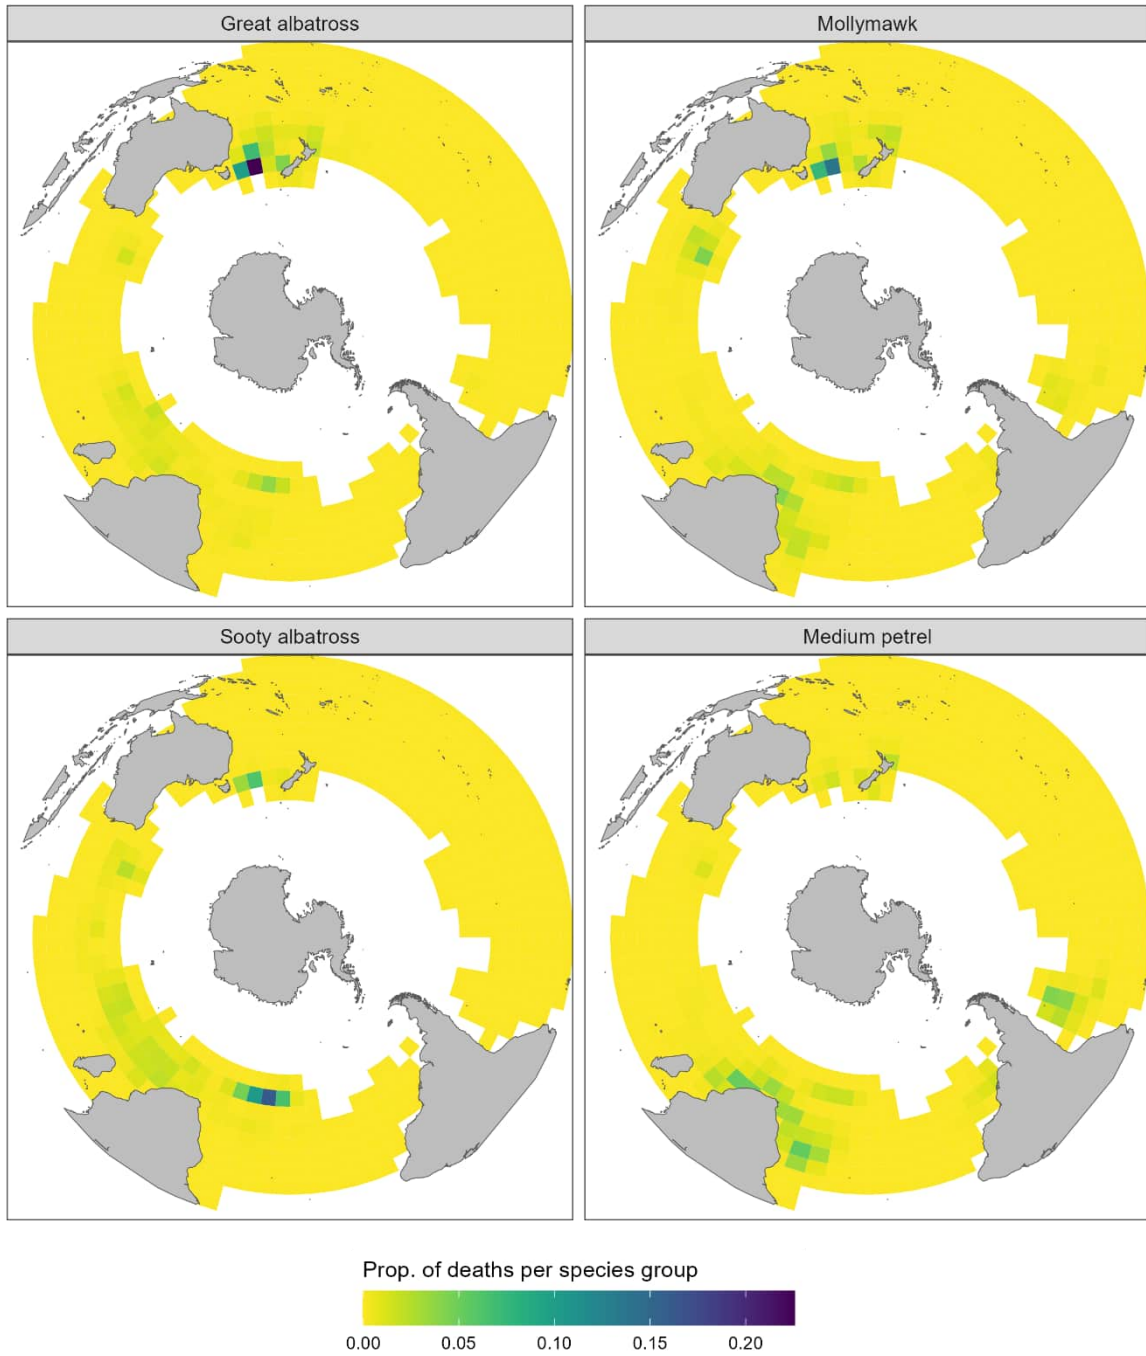 Great albatross
Mollymawk
Sooty albatross
Medium petrel
Prop. of deaths per species group
0.00 0.05 0.10 0.15 0.20